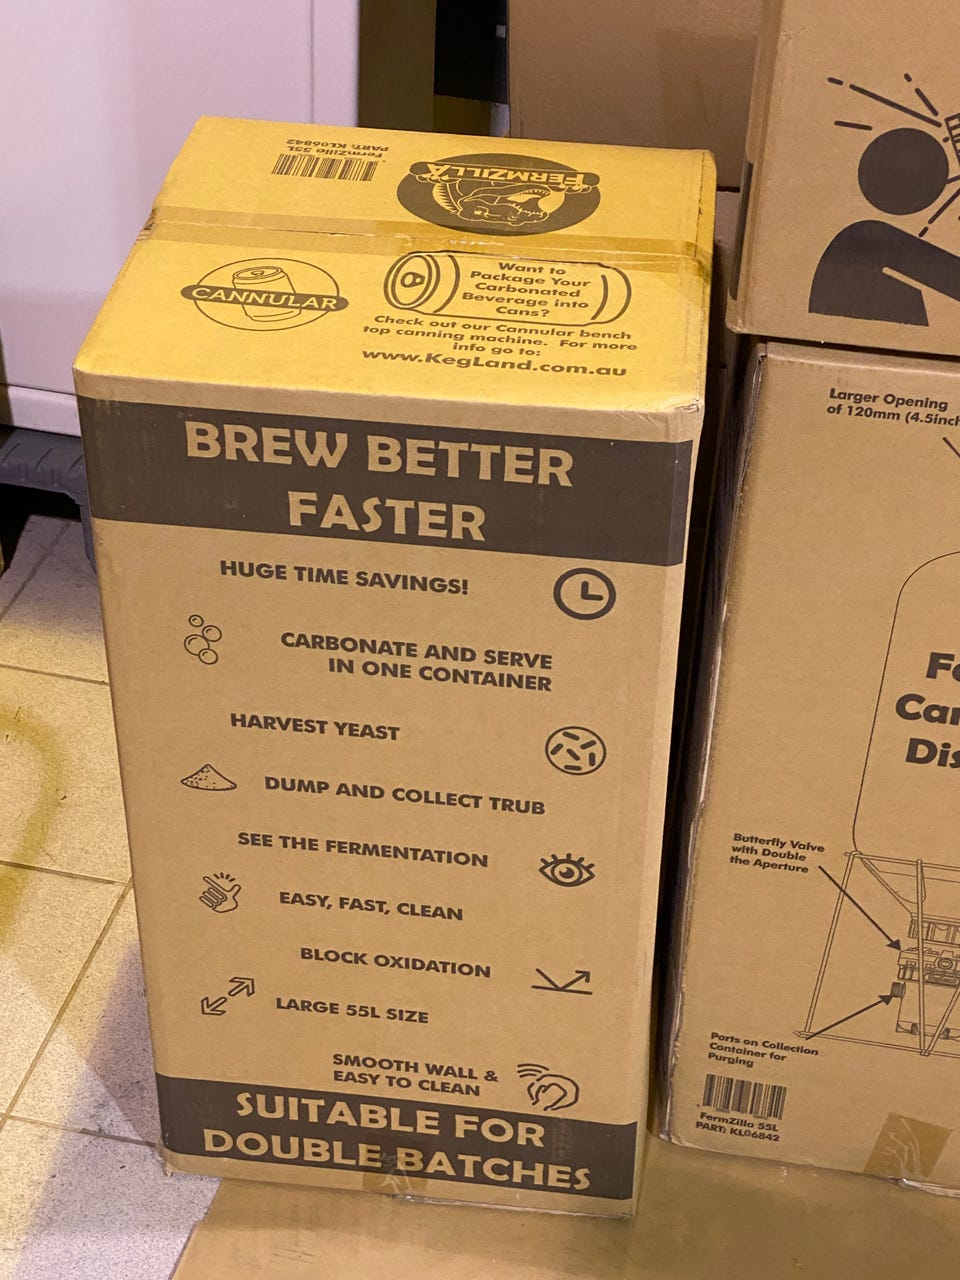 FermZilla 55L
PART: KL06842
FERMZILLA
CANNULAR
Want to
Package Your
Carbonated
Beverage into
Cans?
Check out our Cannular bench
top canning machine. For more
info go to:
www.KegLand.com.au
BREW BETTER
FASTER
HUGE TIME SAVINGS!
CARBONATE AND SERVE
IN ONE CONTAINER
HARVEST YEAST
DUMP AND COLLECT TRUB
SEE THE FERMENTATION
EASY, FAST, CLEAN
BLOCK OXIDATION
LARGE 55L SIZE
SMOOTH WALL &
EASY TO CLEAN
SUITABLE FOR
DOUBLE BATCHES
Larger Opening
of 120mm (4.5inch
Butterfly Valve
with Double
the Aperture
Ports on Collection
Container for
Purging
FermZilla 55L
PART: KL06842